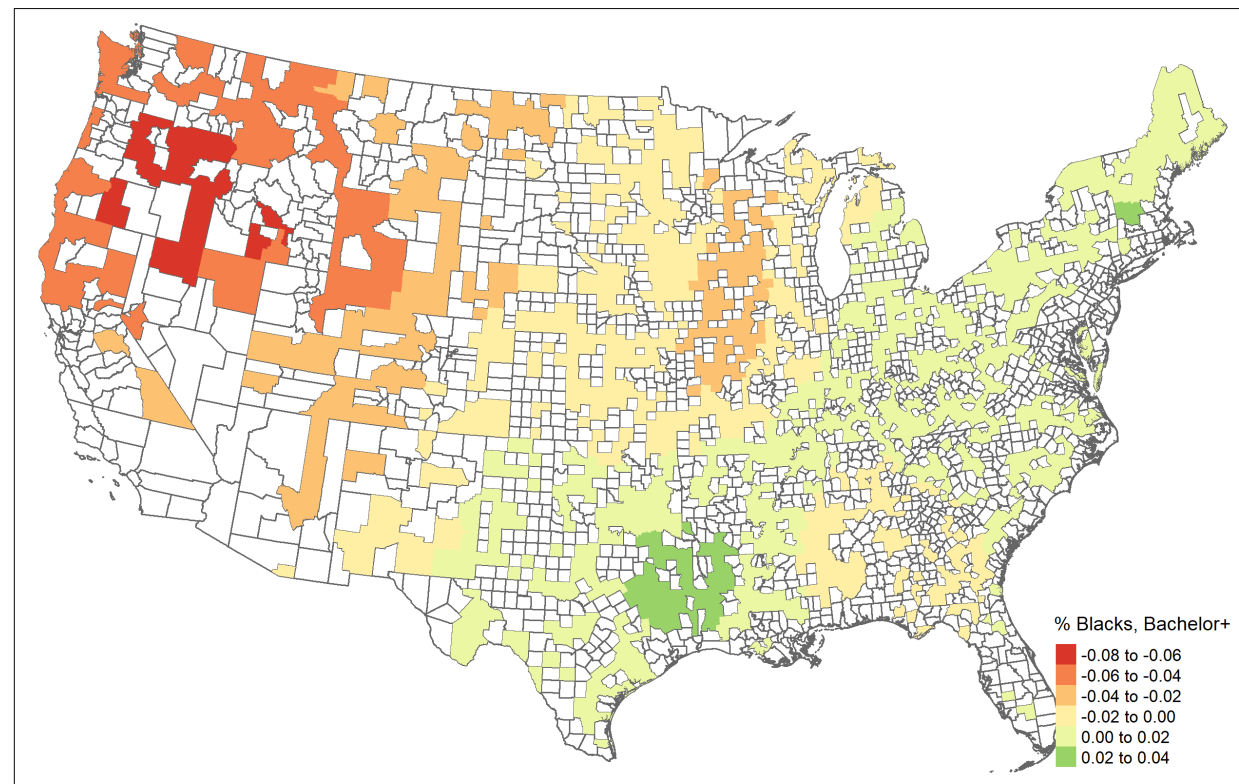 % Blacks, Bachelor+
-0.08 to -0.06
-0.06 to -0.04
-0.04 to -0.02
-0.02 to 0.00
0.00 to 0.02
0.02 to 0.04